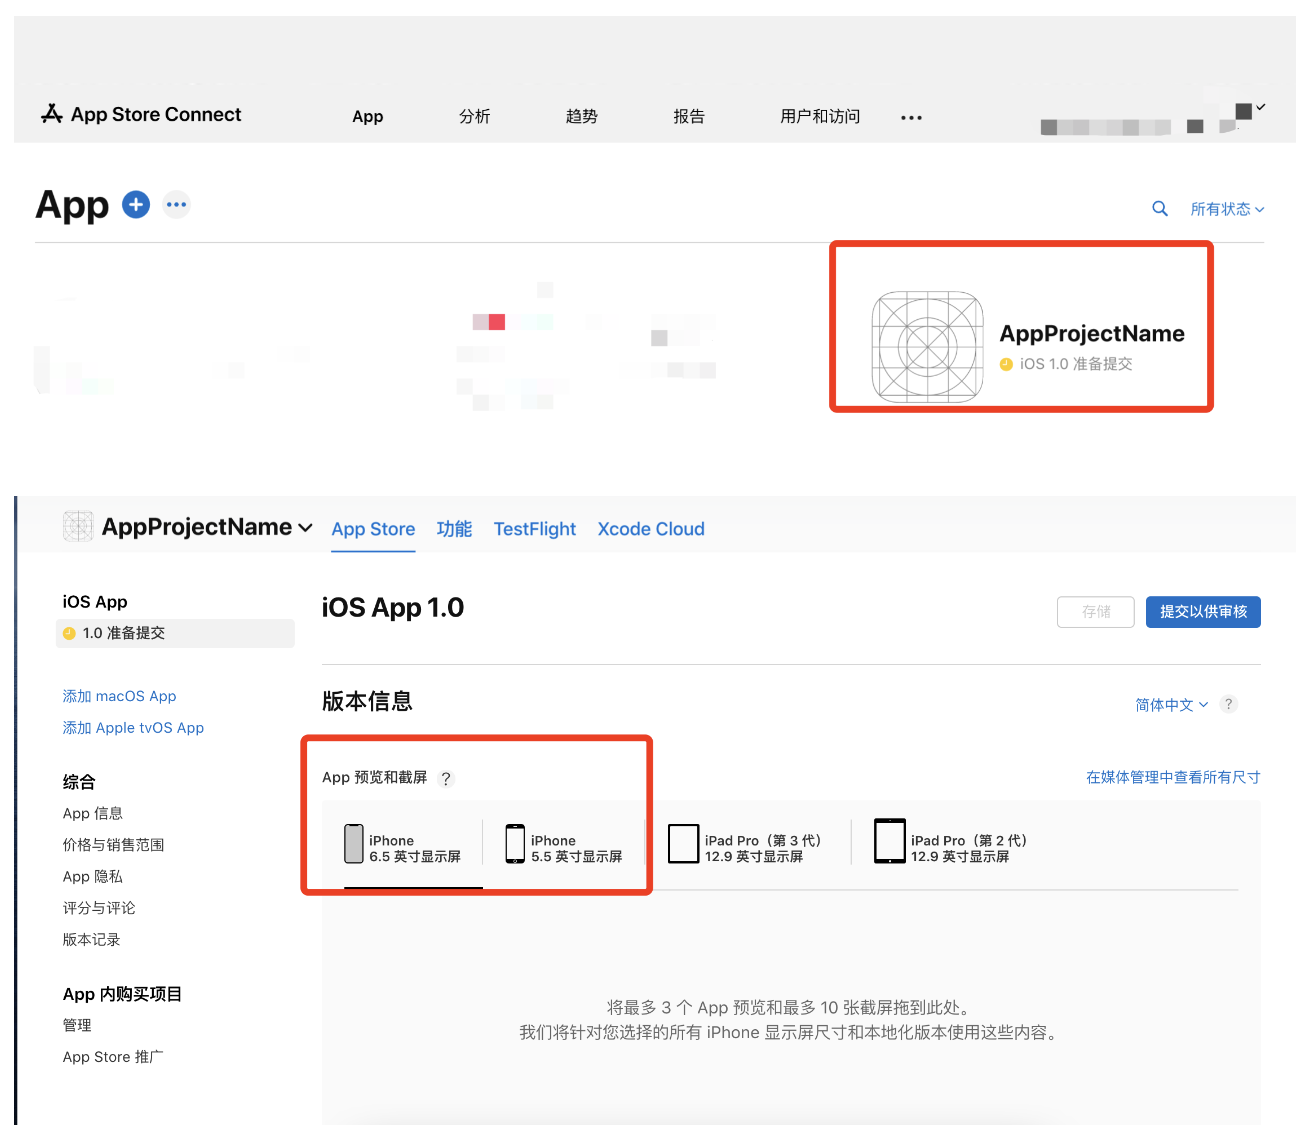 App Store Connect
App
分析
趋势
报告
用户和访问
App
所有状态
AppProjectName
iOS 1.0 准备提交
AppProjectName
App Store
功能
TestFlight
Xcode Cloud
iOS App
1.0 准备提交
添加 macOS App
添加 Apple tvOS App
综合
App 信息
价格与销售范围
App 隐私
评分与评论
版本记录
App 内购买项目
管理
App Store 推广
iOS App 1.0
存储
提交以供审核
版本信息
简体中文
?
App 预览和截屏 ?
在媒体管理中查看所有尺寸
iPhone
6.5 英寸显示屏
iPhone
5.5 英寸显示屏
iPad Pro（第 3 代）
12.9 英寸显示屏
iPad Pro（第 2 代）
12.9 英寸显示屏
将最多 3 个 App 预览和最多 10 张截屏拖到此处。
我们将针对您选择的所有 iPhone 显示屏尺寸和本地化版本使用这些内容。